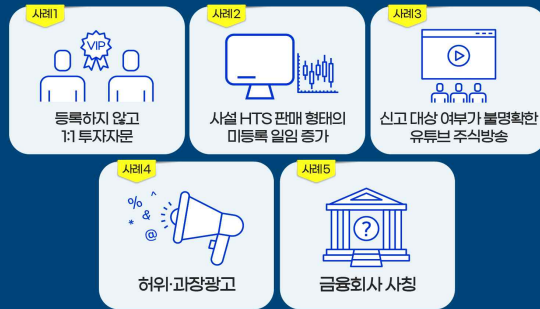 사례1
VIP
등록하지 않고
1:1 투자자문
사례2
사설 HTS 판매 형태의
미등록 일임 증가
사례3
신고 대상 여부가 불명확한
유튜브 주식방송
사례4
% ^
&
* @
허위·과장광고
사례5
?
금융회사 사칭